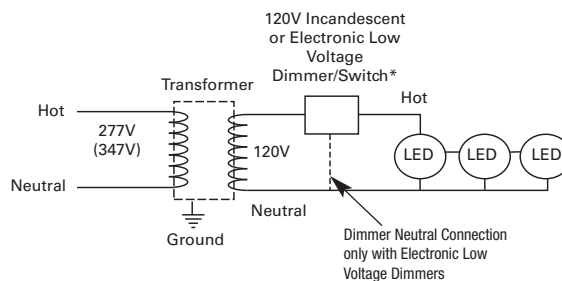 120V Incandescent
or Electronic Low
Voltage
Dimmer/Switch*
Transformer
Hot
Hot
277V
(347V)
120V
LED
LED
LED
Neutral
Neutral
Ground
Dimmer Neutral Connection
only with Electronic Low
Voltage Dimmers